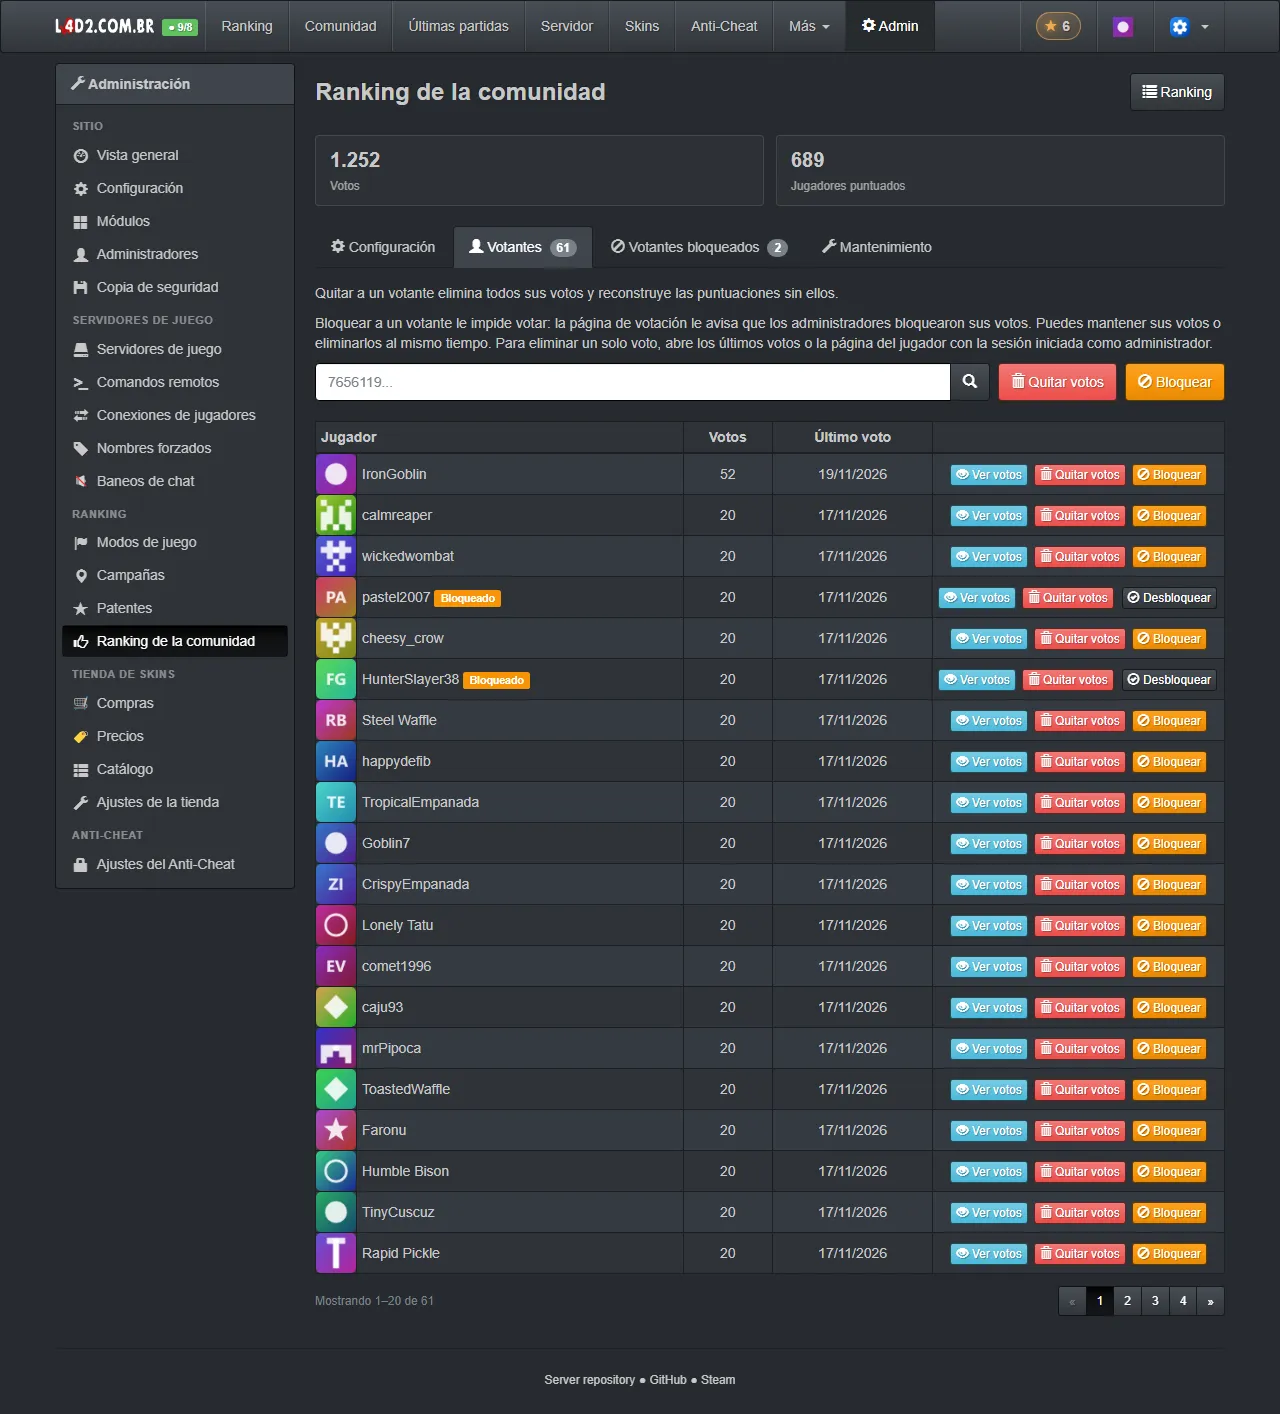 L4D2.COM.BR ● 9/8 Ranking Comunidad Últimas partidas Servidor Skins Anti-Cheat Más Admin 6
Administración
SITIO
Vista general
Configuración
Módulos
Administradores
Copia de seguridad
SERVIDORES DE JUEGO
Servidores de juego
Comandos remotos
Conexiones de jugadores
Nombres forzados
Baneos de chat
RANKING
Modos de juego
Campañas
Patentes
Ranking de la comunidad
TIENDA DE SKINS
Compras
Precios
Catálogo
Ajustes de la tienda
ANTI-CHEAT
Ajustes del Anti-Cheat
Ranking de la comunidad
Ranking
1.252
Votos
689
Jugadores puntuados
Configuración Votantes 61 Votantes bloqueados 2 Mantenimiento
Quitar a un votante elimina todos sus votos y reconstruye las puntuaciones sin ellos.
Bloquear a un votante le impide votar: la página de votación le avisa que los administradores bloquearon sus votos. Puedes mantener sus votos o
eliminarlos al mismo tiempo. Para eliminar un solo voto, abre los últimos votos o la página del jugador con la sesión iniciada como administrador.
7656119... Quitar votos Bloquear
Jugador Votos Último voto
IronGoblin 52 19/11/2026 Ver votos Quitar votos Bloquear
calmreaper 20 17/11/2026 Ver votos Quitar votos Bloquear
wickedwombat 20 17/11/2026 Ver votos Quitar votos Bloquear
PA pastel2007 Bloqueado 20 17/11/2026 Ver votos Quitar votos Desbloquear
cheesy_crow 20 17/11/2026 Ver votos Quitar votos Bloquear
FG HunterSlayer38 Bloqueado 20 17/11/2026 Ver votos Quitar votos Desbloquear
RB Steel Waffle 20 17/11/2026 Ver votos Quitar votos Bloquear
HA happydefib 20 17/11/2026 Ver votos Quitar votos Bloquear
TE TropicalEmpanada 20 17/11/2026 Ver votos Quitar votos Bloquear
Goblin7 20 17/11/2026 Ver votos Quitar votos Bloquear
ZI CrispyEmpanada 20 17/11/2026 Ver votos Quitar votos Bloquear
Lonely Tatu 20 17/11/2026 Ver votos Quitar votos Bloquear
EV comet1996 20 17/11/2026 Ver votos Quitar votos Bloquear
caju93 20 17/11/2026 Ver votos Quitar votos Bloquear
mrPipoca 20 17/11/2026 Ver votos Quitar votos Bloquear
ToastedWaffle 20 17/11/2026 Ver votos Quitar votos Bloquear
Faronu 20 17/11/2026 Ver votos Quitar votos Bloquear
Humble Bison 20 17/11/2026 Ver votos Quitar votos Bloquear
TinyCuscuz 20 17/11/2026 Ver votos Quitar votos Bloquear
T Rapid Pickle 20 17/11/2026 Ver votos Quitar votos Bloquear
Mostrando 1–20 de 61 « 1 2 3 4 »
Server repository ● GitHub ● Steam